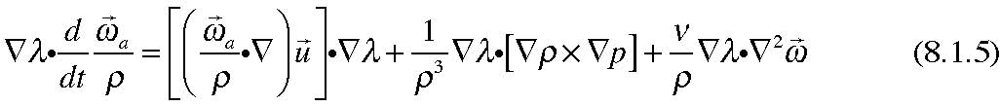 ∇λ•d/dt ω⃗ₐ/ρ = [((ω⃗ₐ/ρ)•∇)u⃗]•∇λ + 1/ρ³ ∇λ•[∇ρ × ∇p] + ν/ρ ∇λ•∇²ω⃗ (8.1.5)